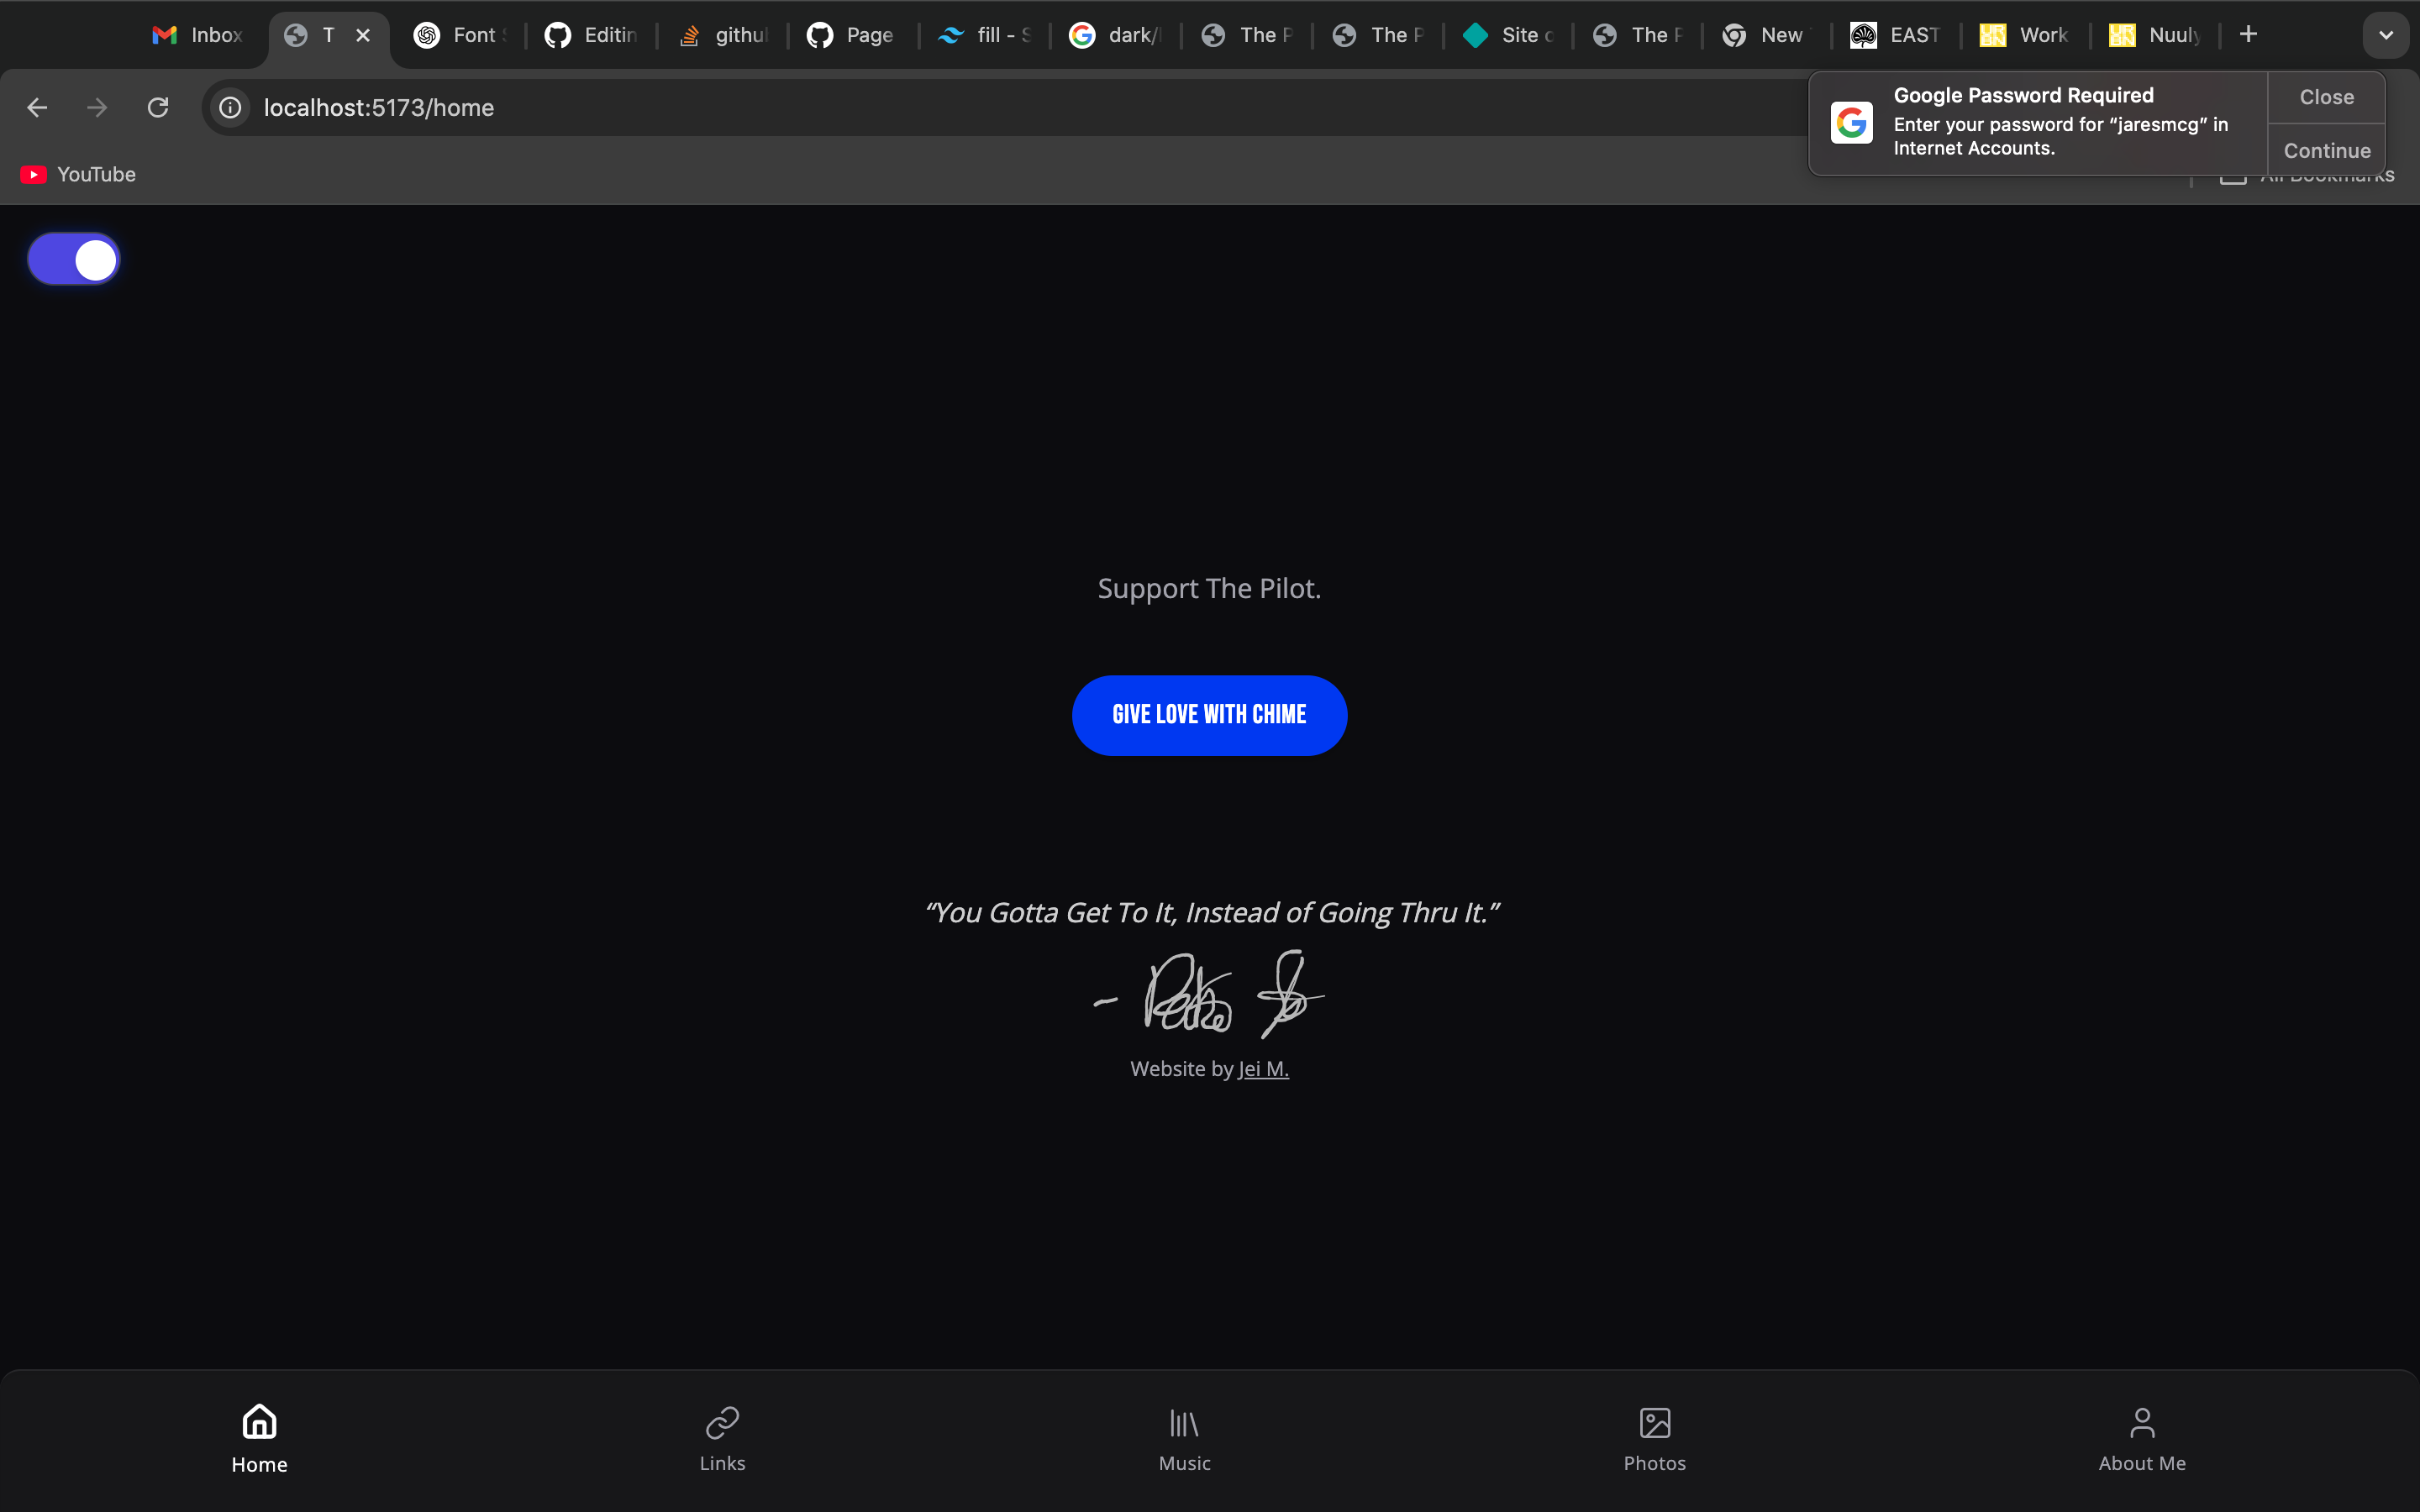 Inbox
T
Font
Editin
githu
Page
fill - S
dark/
The P
The P
Site
The P
New
EAST
Work
Nuuly
localhost:5173/home
Google Password Required
Enter your password for “jaresmcg” in
Internet Accounts.
Close
Continue
YouTube
All Bookmarks
Support The Pilot.
GIVE LOVE WITH CHIME
“You Gotta Get To It, Instead of Going Thru It.”
Website by Jei M.
Home
Links
Music
Photos
About Me